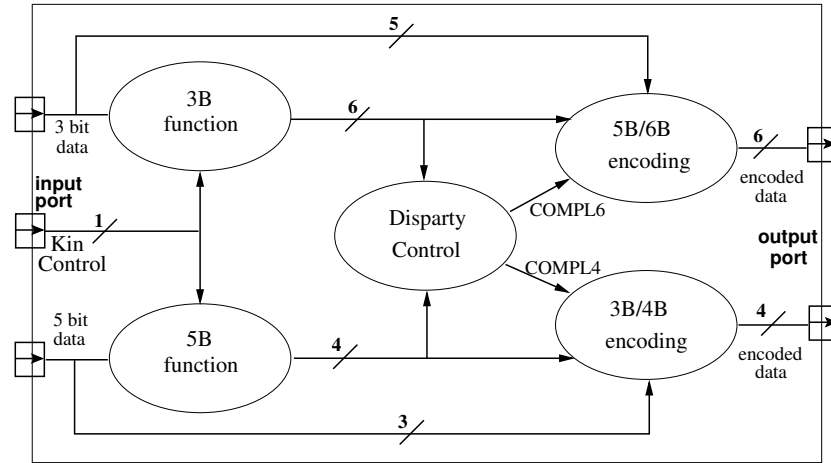 5
3B
function
6
5B/6B
encoding
6
encoded
data
3 bit
data
input
port
1
Kin
Control
Disparty
Control
COMPL6
COMPL4
output
port
5 bit
data
5B
function
4
3B/4B
encoding
4
encoded
data
3